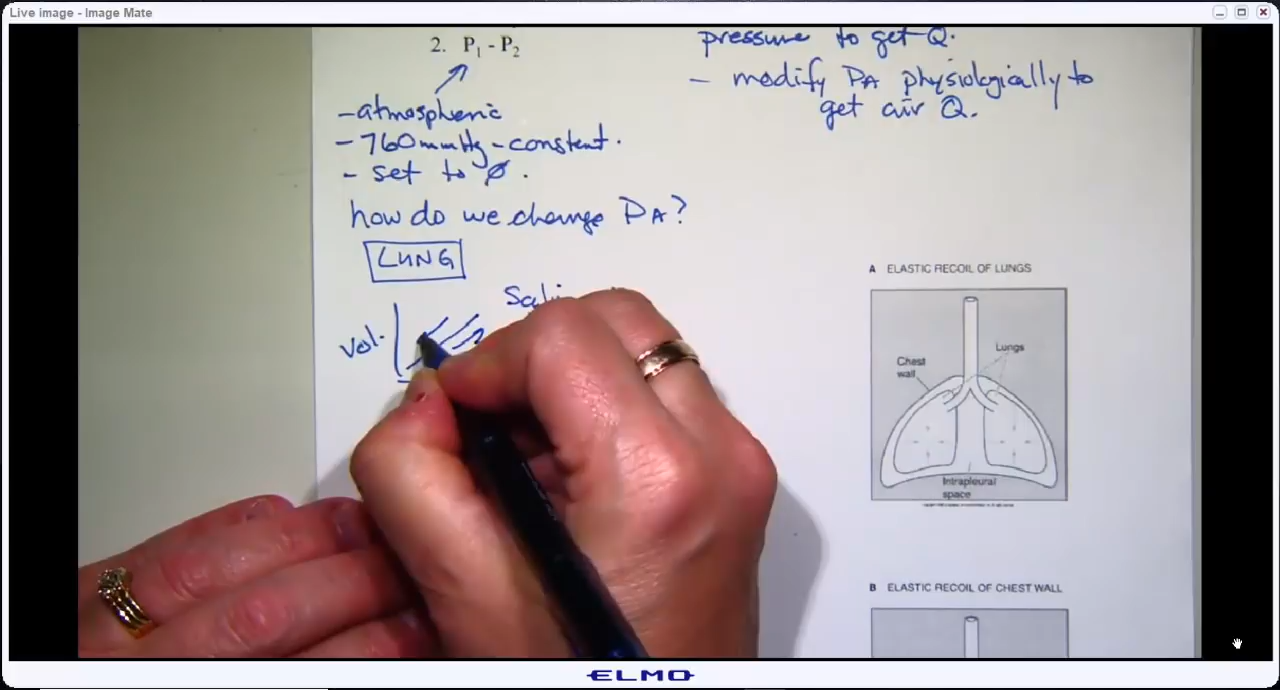 Live image - Image Mate
2. P₁ - P₂
- atmospheric
- 760mmHg - constant.
- set to Ø.
how do we change PA?
LUNG
vol.
pressure to get Q.
- modify PA physiologically to
get air Q.
A ELASTIC RECOIL OF LUNGS
Chest
wall
Lungs
Intrapleural
space
B ELASTIC RECOIL OF CHEST WALL
ELMO